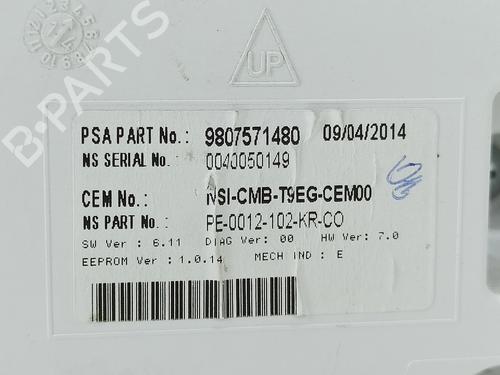 UP
PSA PART No.: 9807571480 09/04/2014
NS SERIAL No.: 0040050149
CEM No.: NSI-CMB-T9EG-CEM00
NS PART No.: PE-0012-102-KR-CO
SW Ver : 6.11 DIAG Ver: 00 HW Ver: 7.0
EEPROM Ver : 1.0.14 MECH IND : E
B-PARTS